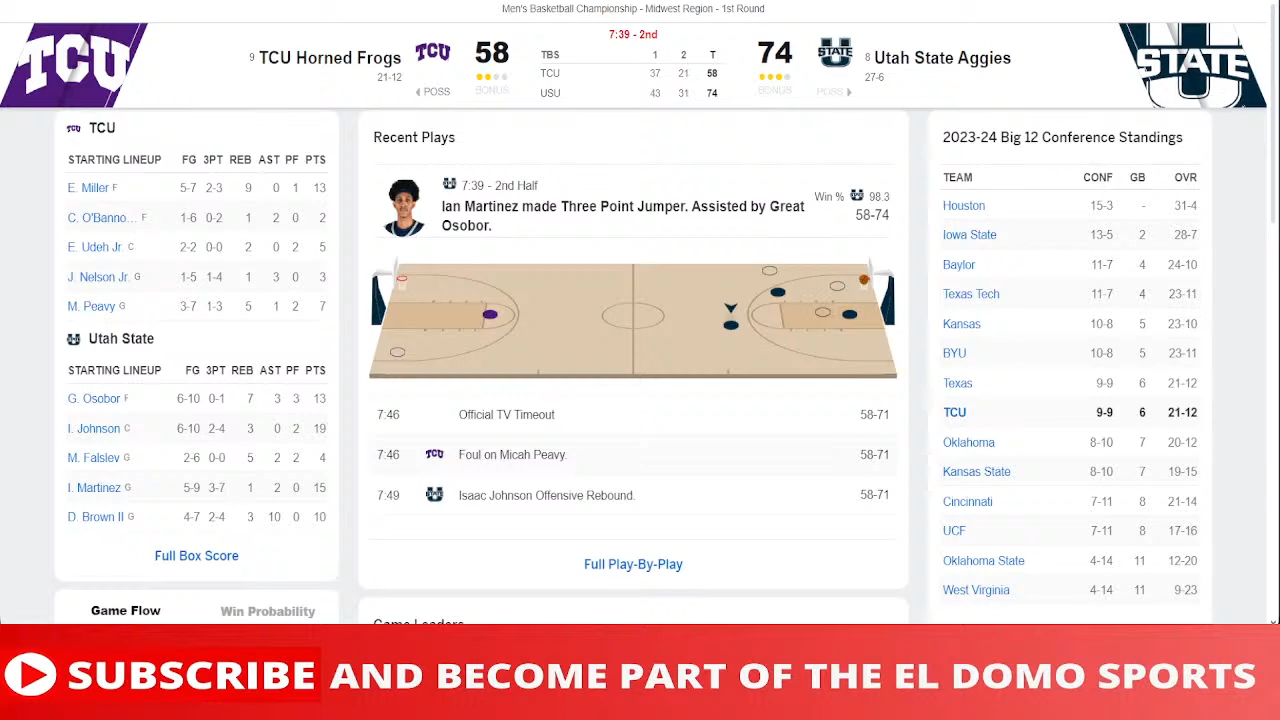 Men's Basketball Championship - Midwest Region - 1st Round
TCU
9 TCU Horned Frogs
21-12
TCU
58
BONUS
POSS
7:39 - 2nd
TBS 1 2 T
TCU 37 21 58
USU 43 31 74
74
BONUS
STATE
8 Utah State Aggies
27-6
POSS
STATE
TCU TCU
STARTING LINEUP FG 3PT REB AST PF PTS
E. Miller F 5-7 2-3 9 0 1 13
C. O'Banno... F 1-6 0-2 1 2 0 2
E. Udeh Jr. C 2-2 0-0 2 0 2 5
J. Nelson Jr. G 1-5 1-4 1 3 0 3
M. Peavy G 3-7 1-3 5 1 2 7
Utah State
STARTING LINEUP FG 3PT REB AST PF PTS
G. Osobor F 6-10 0-1 7 3 3 13
I. Johnson C 6-10 2-4 3 0 2 19
M. Falslev G 2-6 0-0 5 2 2 4
I. Martinez G 5-9 3-7 1 2 0 15
D. Brown II G 4-7 2-4 3 10 0 10
Full Box Score
Game Flow Win Probability
Recent Plays
7:39 - 2nd Half
Ian Martinez made Three Point Jumper. Assisted by Great
Osobor.
Win % 98.3
58-74
7:46 Official TV Timeout 58-71
7:46 TCU Foul on Micah Peavy. 58-71
7:49 Isaac Johnson Offensive Rebound. 58-71
Full Play-By-Play
Game Leaders
2023-24 Big 12 Conference Standings
TEAM CONF GB OVR
Houston 15-3 - 31-4
Iowa State 13-5 2 28-7
Baylor 11-7 4 24-10
Texas Tech 11-7 4 23-11
Kansas 10-8 5 23-10
BYU 10-8 5 23-11
Texas 9-9 6 21-12
TCU 9-9 6 21-12
Oklahoma 8-10 7 20-12
Kansas State 8-10 7 19-15
Cincinnati 7-11 8 21-14
UCF 7-11 8 17-16
Oklahoma State 4-14 11 12-20
West Virginia 4-14 11 9-23
SUBSCRIBE AND BECOME PART OF THE EL DOMO SPORTS